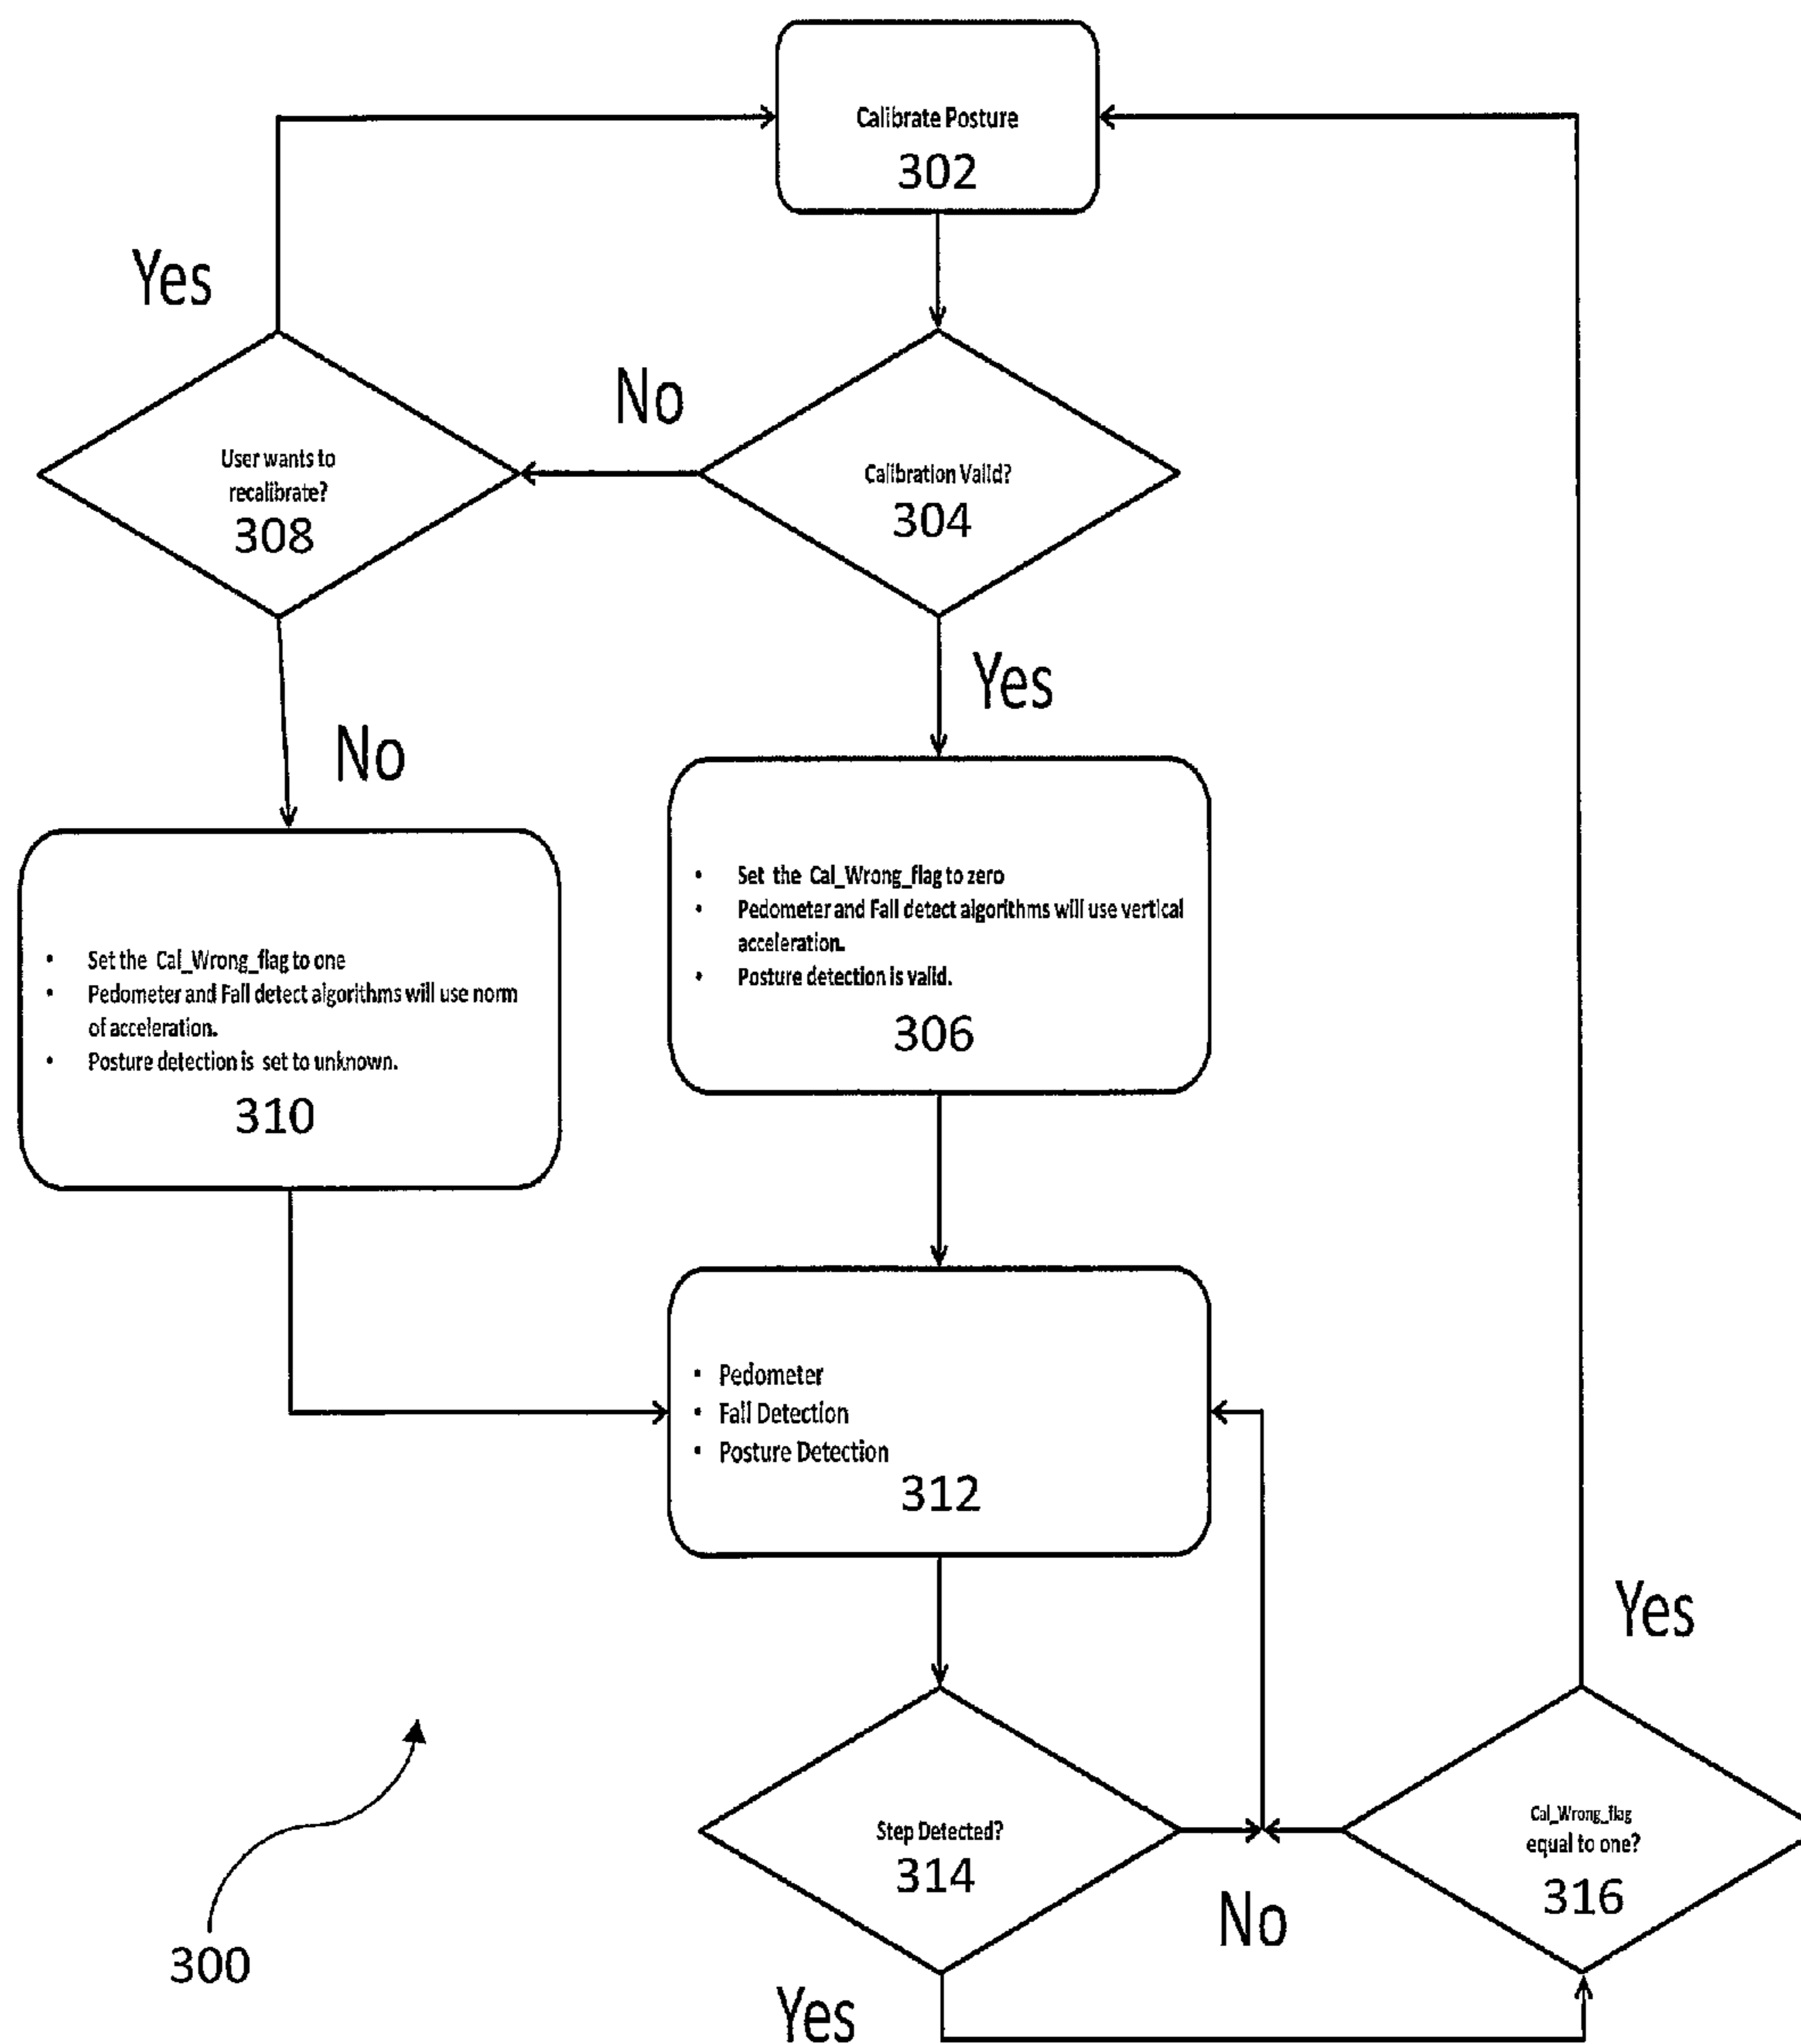 Calibrate Posture
302
Yes
No
User wants to
recalibrate?
308
Calibration Valid?
304
Yes
No
• Set the Cal_Wrong_flag to zero
• Pedometer and Fall detect algorithms will use vertical
acceleration.
• Posture detection is valid.
306
• Set the Cal_Wrong_flag to one
• Pedometer and Fall detect algorithms will use norm
of acceleration.
• Posture detection is set to unknown.
310
• Pedometer
• Fall Detection
• Posture Detection
312
Yes
Step Detected?
314
Cal_Wrong_flag
equal to one?
316
No
300
Yes